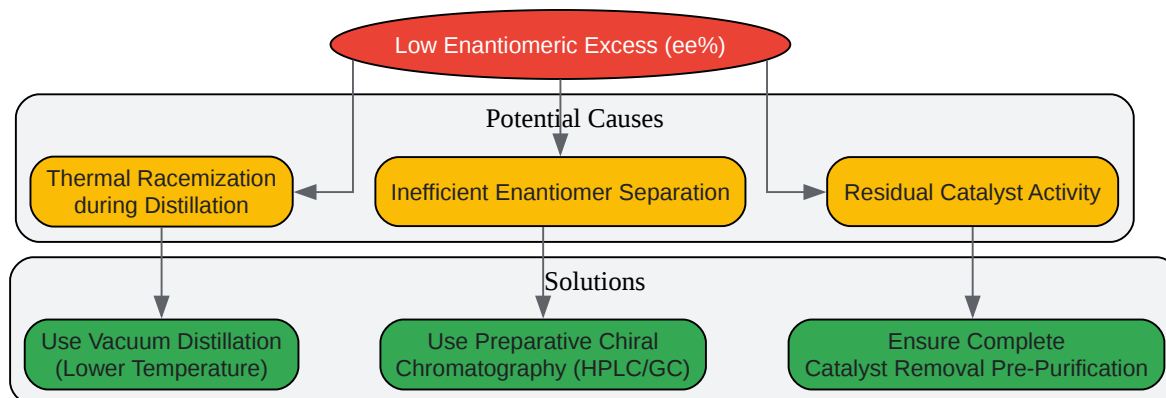 Low Enantiomeric Excess (ee%)
Potential Causes
Thermal Racemization
during Distillation
Inefficient Enantiomer Separation
Residual Catalyst Activity
Solutions
Use Vacuum Distillation
(Lower Temperature)
Use Preparative Chiral
Chromatography (HPLC/GC)
Ensure Complete
Catalyst Removal Pre-Purification